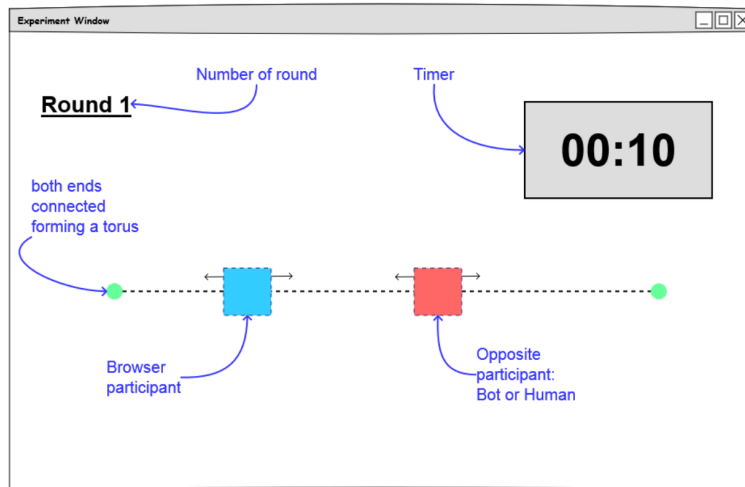 Experiment Window
Number of round
Timer
Round 1
00:10
both ends
connected
forming a torus
Browser
participant
Opposite
participant:
Bot or Human